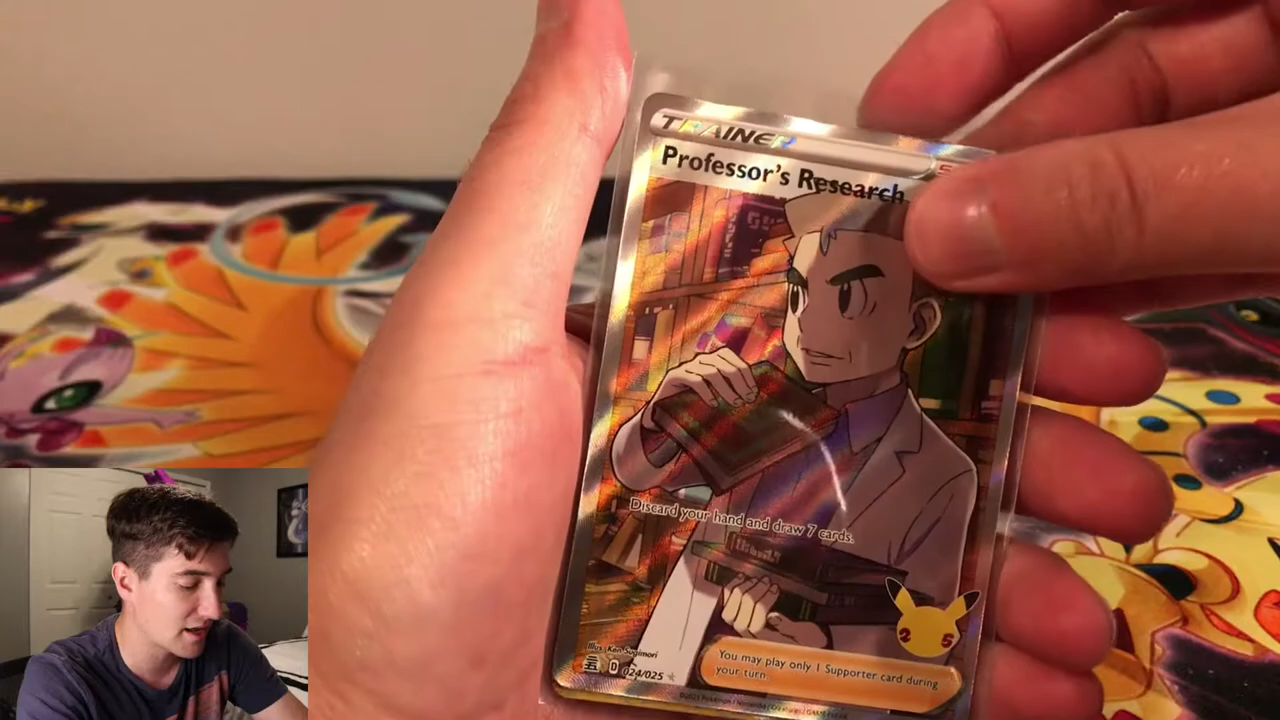 TRAINER
Professor's Research
Discard your hand and draw 7 cards.
25
Illus. Ken Sugimori
D 024/025
You may play only 1 Supporter card during
your turn.